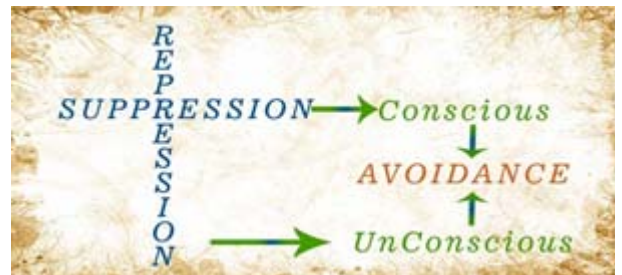 REPRESSION
SUPPRESSION
Conscious
AVOIDANCE
UnConscious